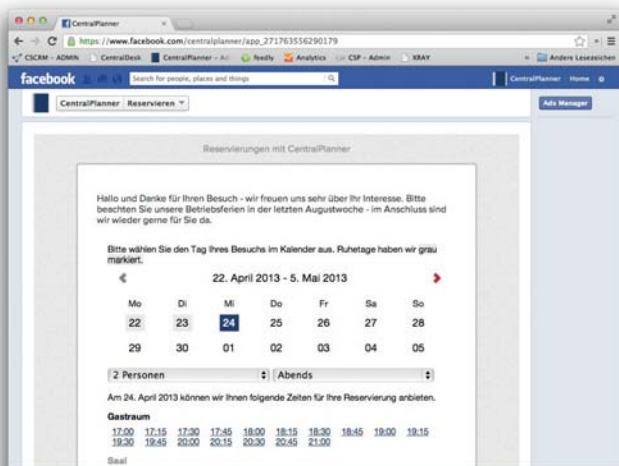 CentralPlanner
https://www.facebook.com/centralplanner/app_271763556290179
CSCRM - ADMIN CentralDesk CentralPlanner - Ad feedly Analytics CSP - Admin XRAY » Andere Lesezeichen
facebook Search for people, places and things CentralPlanner Home
CentralPlanner Reservieren Ads Manager
Reservierungen mit CentralPlanner
Hallo und Danke für Ihren Besuch - wir freuen uns sehr über Ihr Interesse. Bitte
beachten Sie unsere Betriebsferien in der letzten Augustwoche - im Anschluss sind
wir wieder gerne für Sie da.
Bitte wählen Sie den Tag Ihres Besuchs im Kalender aus. Ruhetage haben wir grau
markiert.
22. April 2013 - 5. Mai 2013
Mo Di Mi Do Fr Sa So
22 23 24 25 26 27 28
29 30 01 02 03 04 05
2 Personen Abends
Am 24. April 2013 können wir Ihnen folgende Zeiten für Ihre Reservierung anbieten.
Gastraum
17:00 17:15 17:30 17:45 18:00 18:15 18:30 18:45 19:00 19:15
19:30 19:45 20:00 20:15 20:30 20:45 21:00
Saal